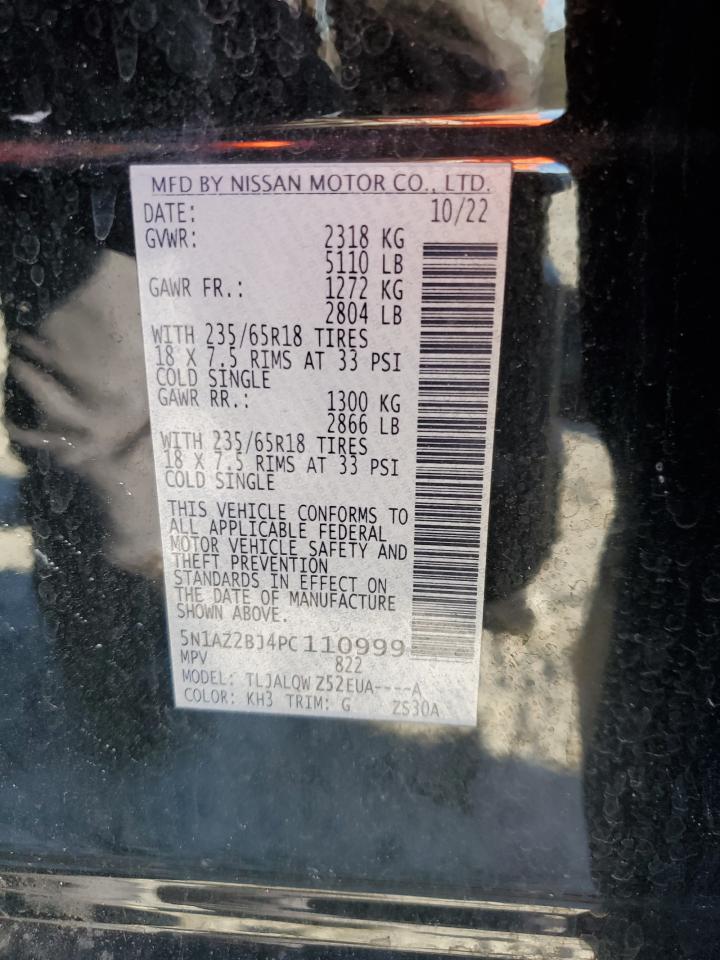 MFD BY NISSAN MOTOR CO., LTD.
DATE: 10/22
GVWR: 2318 KG
5110 LB
GAWR FR.: 1272 KG
2804 LB
WITH 235/65R18 TIRES
18 X 7.5 RIMS AT 33 PSI
COLD SINGLE
GAWR RR.: 1300 KG
2866 LB
WITH 235/65R18 TIRES
18 X 7.5 RIMS AT 33 PSI
COLD SINGLE
THIS VEHICLE CONFORMS TO
ALL APPLICABLE FEDERAL
MOTOR VEHICLE SAFETY AND
THEFT PREVENTION
STANDARDS IN EFFECT ON
THE DATE OF MANUFACTURE
SHOWN ABOVE.
5N1AZ2BJ4PC110999
MPV 822
MODEL: TLJALQW Z52EUA----A
COLOR: KH3 TRIM: G ZS30A